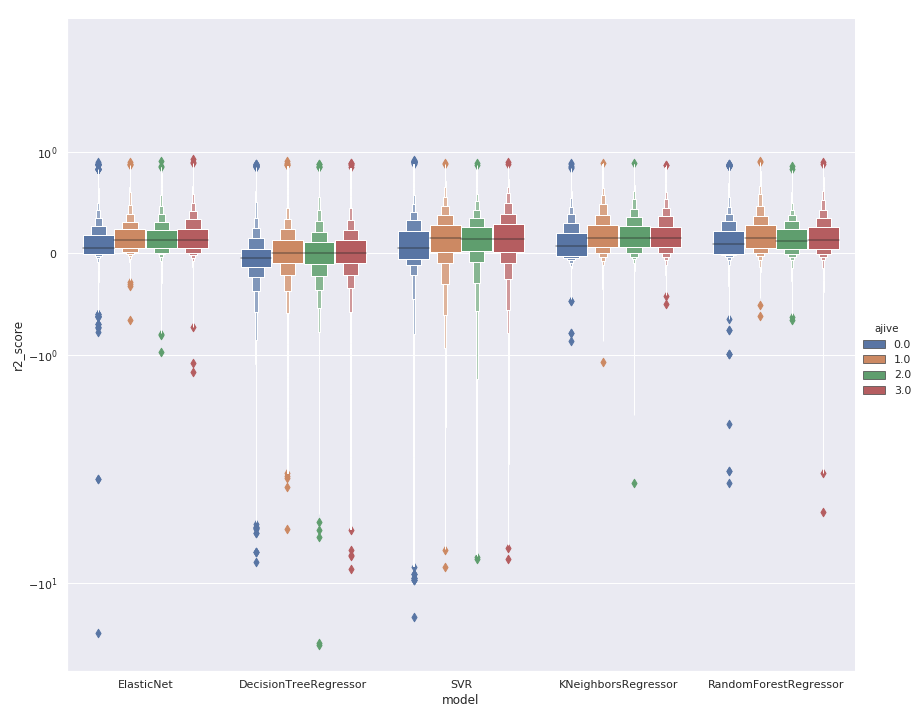 10⁰
0
−10⁰
−10¹
r2_score
ElasticNet
DecisionTreeRegressor
SVR
KNeighborsRegressor
RandomForestRegressor
model
ajive
0.0
1.0
2.0
3.0